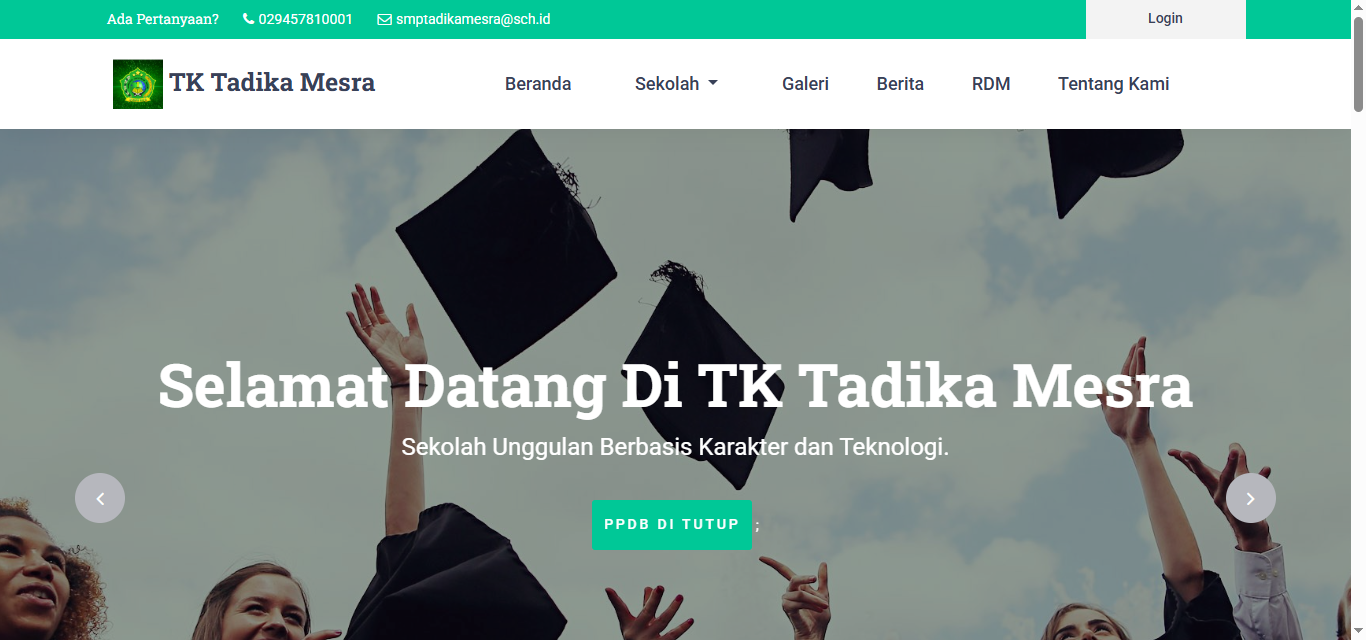 Ada Pertanyaan? 029457810001 smptadikamesra@sch.id Login
TK Tadika Mesra Beranda Sekolah Galeri Berita RDM Tentang Kami
Selamat Datang Di TK Tadika Mesra
Sekolah Unggulan Berbasis Karakter dan Teknologi.
PPDB DI TUTUP ;